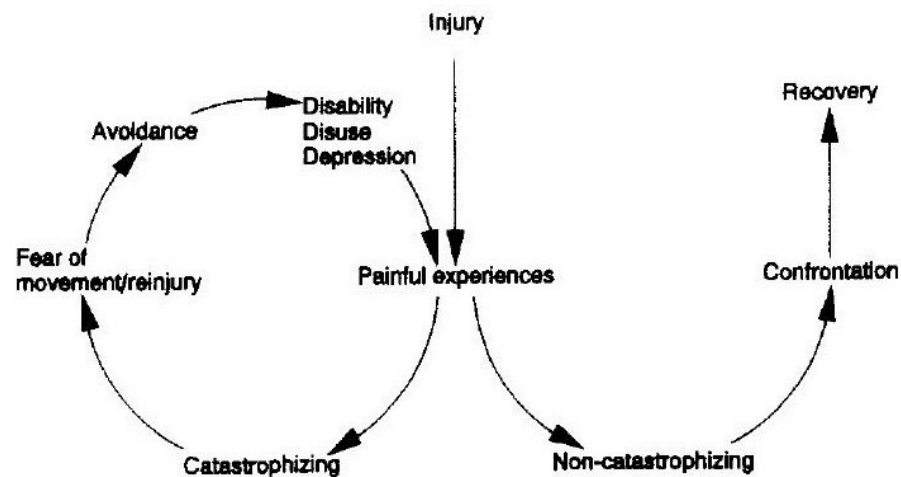 Injury
Recovery
Disability
Disuse
Depression
Avoidance
Fear of
movement/reinjury
Painful experiences
Confrontation
Catastrophizing
Non-catastrophizing